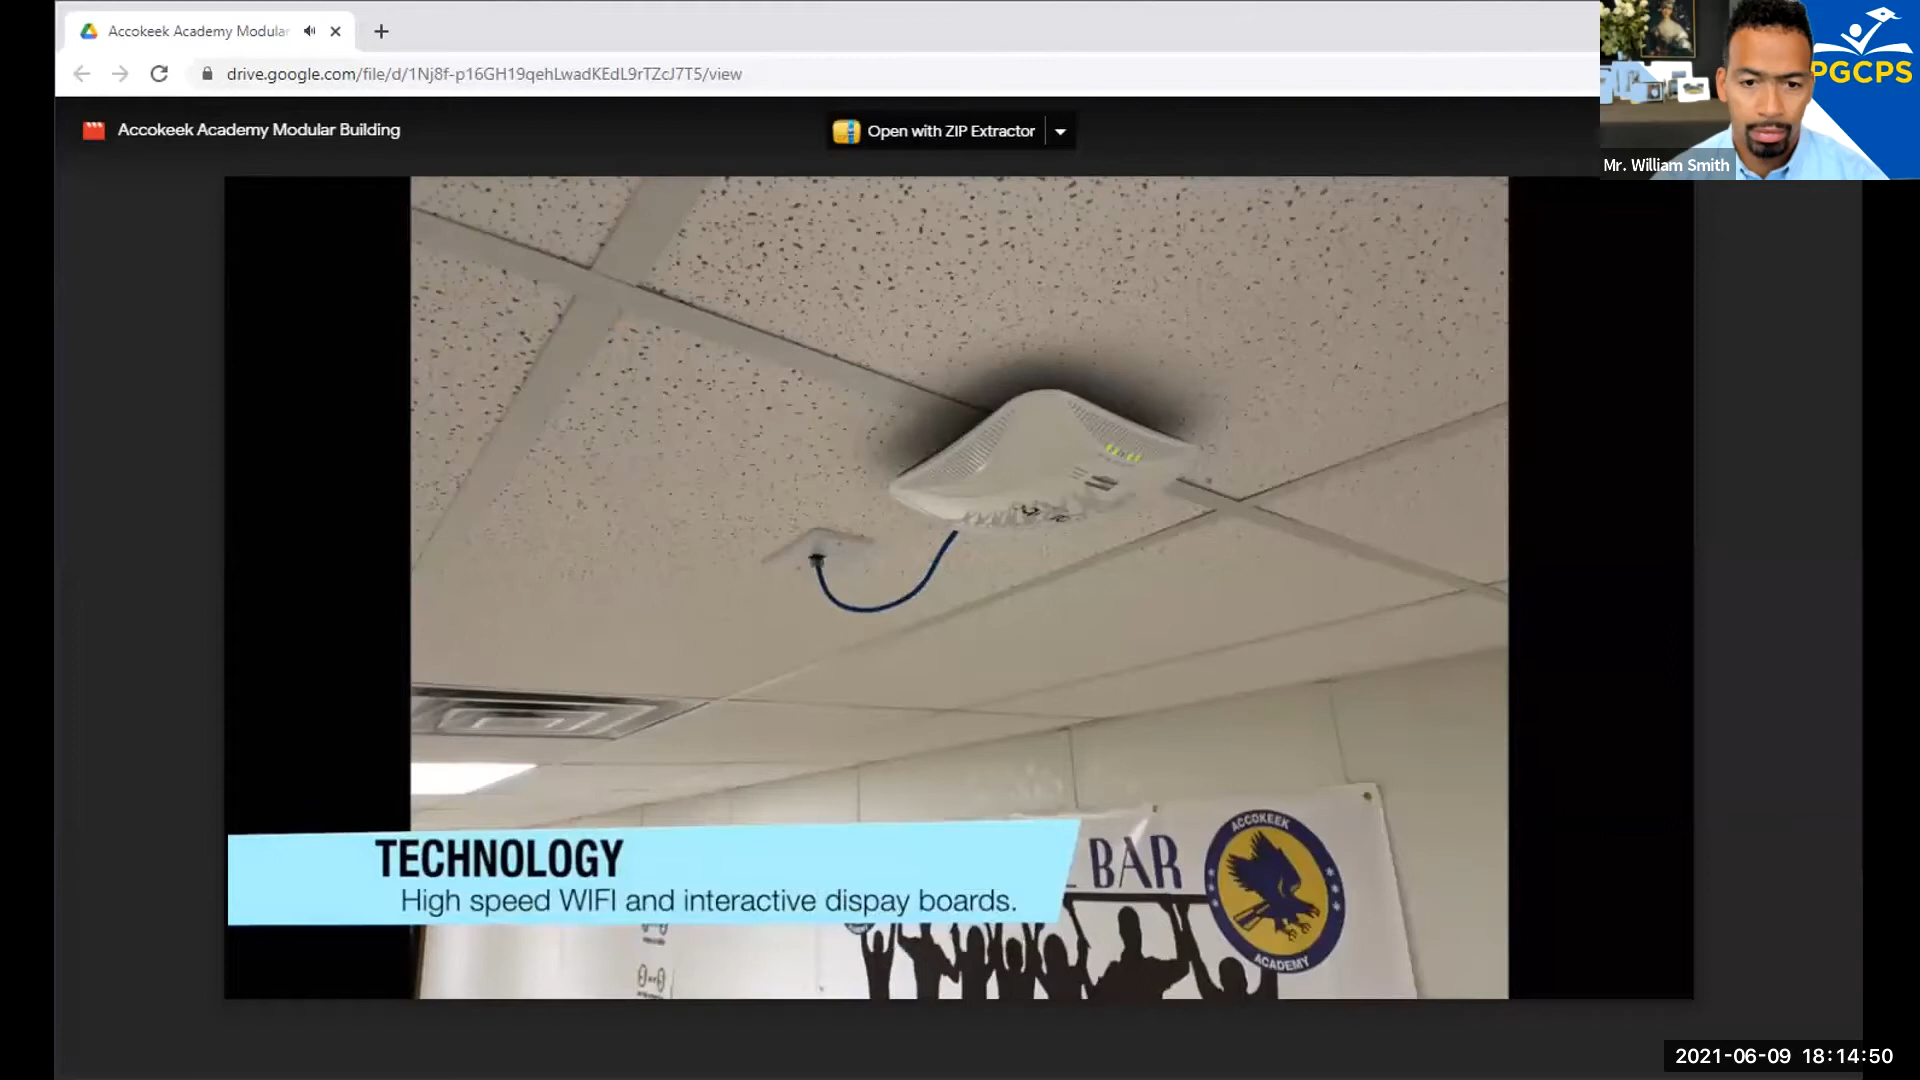 Accokeek Academy Modular
drive.google.com/file/d/1Nj8f-p16GH19qehLwadKEdL9rTZcJ7T5/view
PGCPS
Accokeek Academy Modular Building
Open with ZIP Extractor
Mr. William Smith
BAR
ACCOKEEK
ACADEMY
TECHNOLOGY
High speed WIFI and interactive dispay boards.
2021-06-09 18:14:50